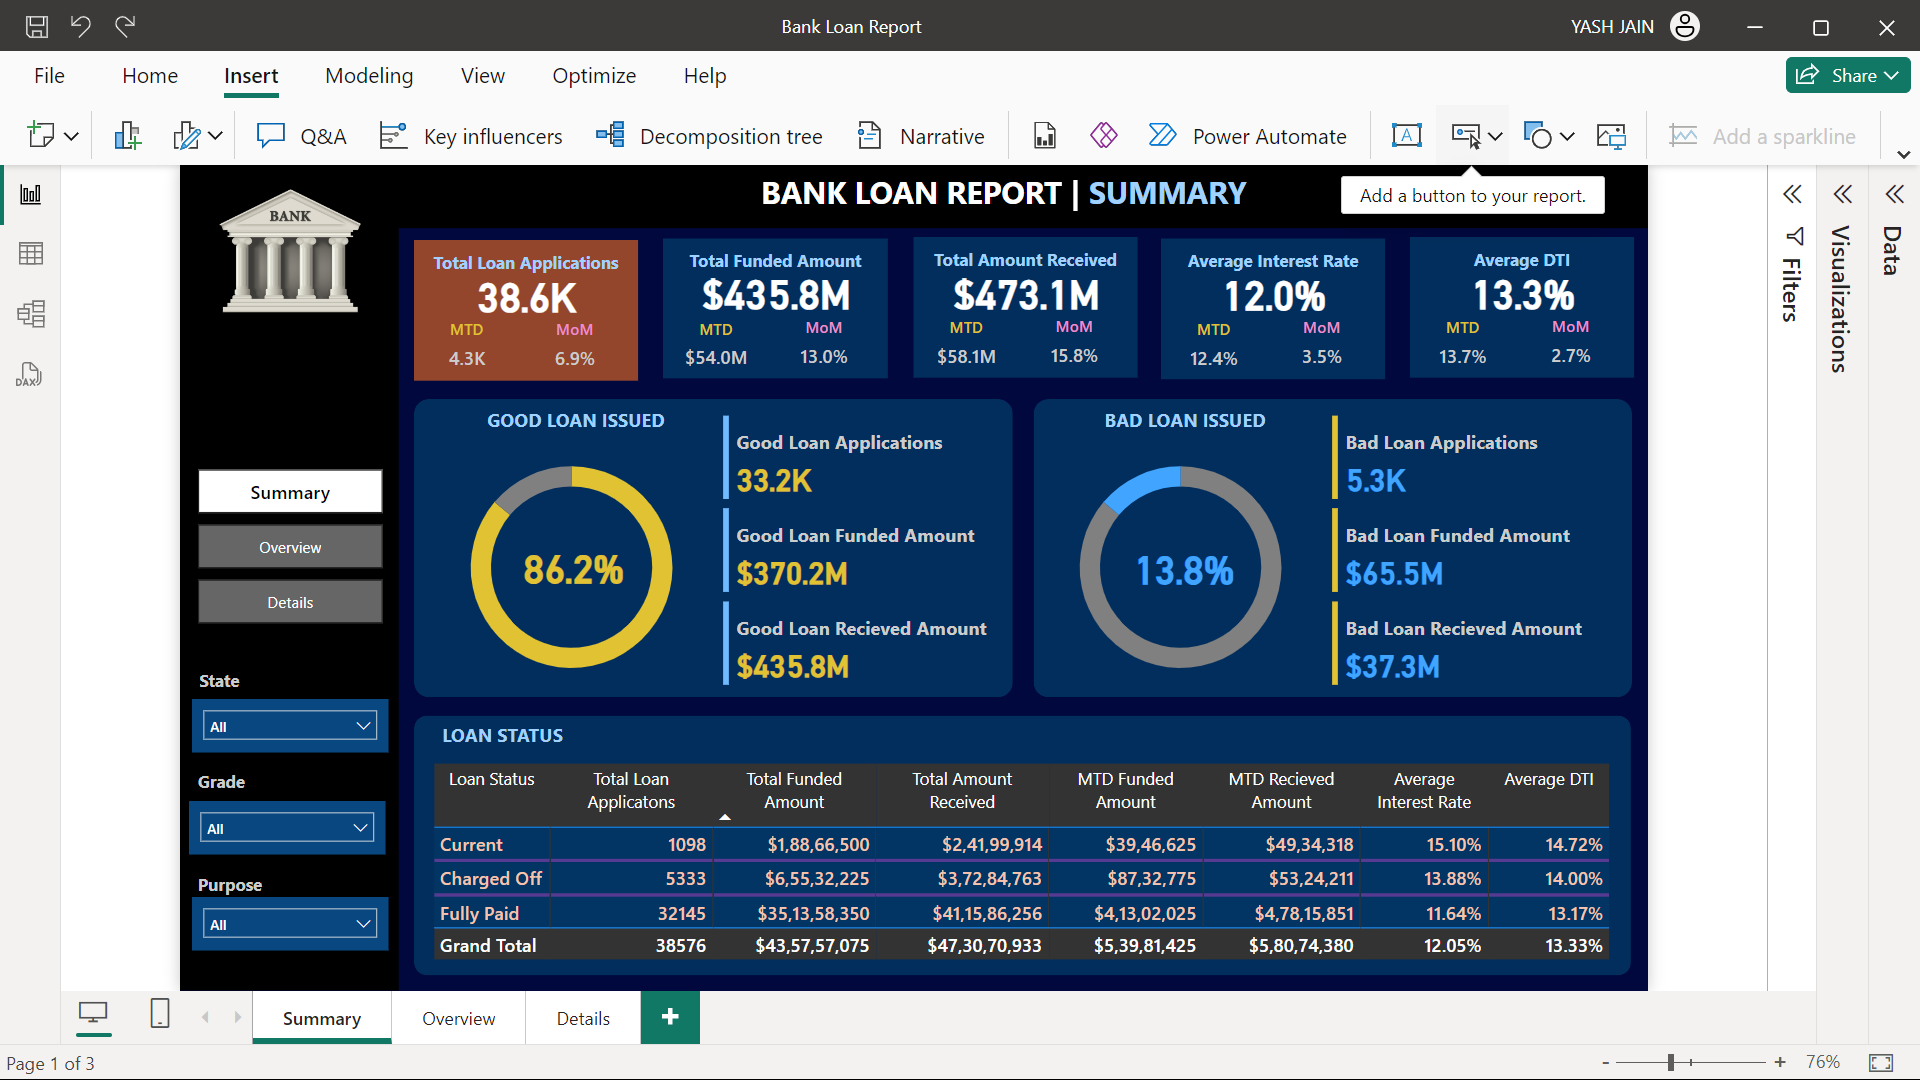 Bank Loan Report
YASH JAIN
File Home Insert Modeling View Optimize Help
Share
Q&A Key influencers Decomposition tree Narrative Power Automate Add a sparkline
Add a button to your report.
BANK
BANK LOAN REPORT | SUMMARY
Total Loan Applications
38.6K
MTD MoM
4.3K 6.9%
Total Funded Amount
$435.8M
MTD MoM
$54.0M 13.0%
Total Amount Received
$473.1M
MTD MoM
$58.1M 15.8%
Average Interest Rate
12.0%
MTD MoM
12.4% 3.5%
Average DTI
13.3%
MTD MoM
13.7% 2.7%
GOOD LOAN ISSUED
86.2%
Good Loan Applications
33.2K
Good Loan Funded Amount
$370.2M
Good Loan Recieved Amount
$435.8M
BAD LOAN ISSUED
13.8%
Bad Loan Applications
5.3K
Bad Loan Funded Amount
$65.5M
Bad Loan Recieved Amount
$37.3M
Summary
Overview
Details
State
All
Grade
All
Purpose
All
LOAN STATUS
Loan Status Total Loan Total Funded Total Amount MTD Funded MTD Recieved Average Average DTI
Applicatons Amount Received Amount Amount Interest Rate
Current 1098 $1,88,66,500 $2,41,99,914 $39,46,625 $49,34,318 15.10% 14.72%
Charged Off 5333 $6,55,32,225 $3,72,84,763 $87,32,775 $53,24,211 13.88% 14.00%
Fully Paid 32145 $35,13,58,350 $41,15,86,256 $4,13,02,025 $4,78,15,851 11.64% 13.17%
Grand Total 38576 $43,57,57,075 $47,30,70,933 $5,39,81,425 $5,80,74,380 12.05% 13.33%
Filters
Visualizations
Data
DAX
Summary Overview Details
Page 1 of 3
76%